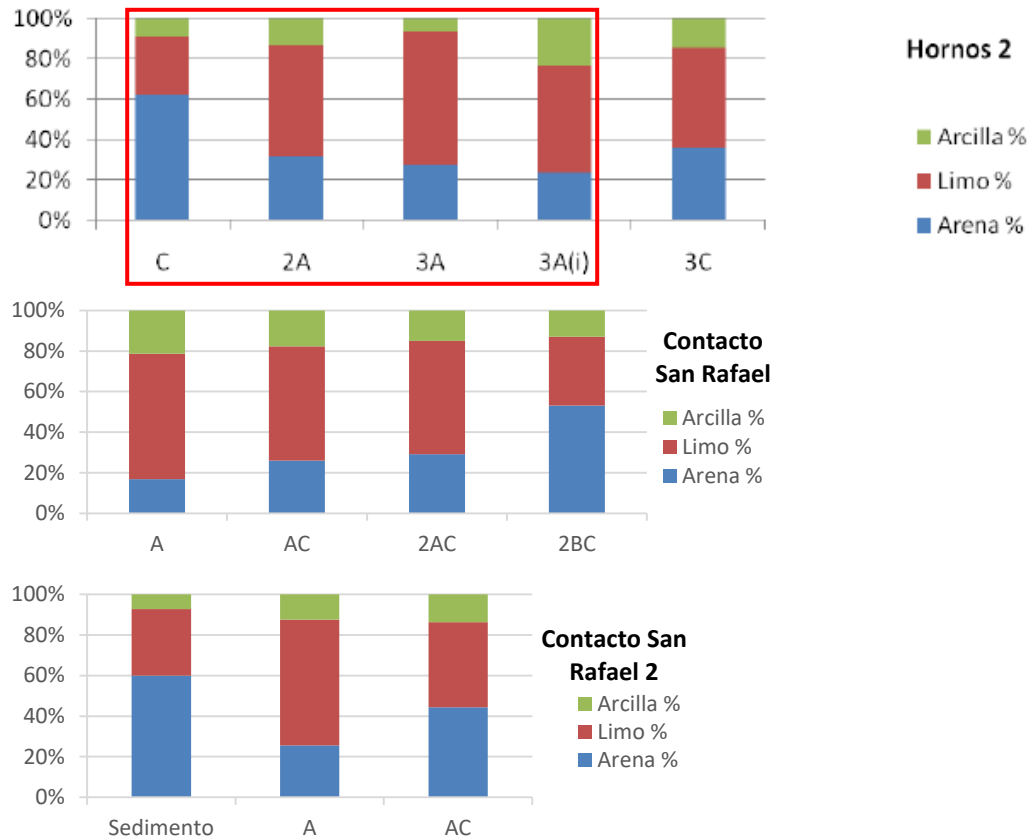 100%
80%
60%
40%
20%
0%
C 2A 3A 3A(i) 3C
Hornos 2
Arcilla %
Limo %
Arena %
100%
80%
60%
40%
20%
0%
A AC 2AC 2BC
Contacto
San Rafael
Arcilla %
Limo %
Arena %
100%
80%
60%
40%
20%
0%
Sedimento A AC
Contacto San
Rafael 2
Arcilla %
Limo %
Arena %